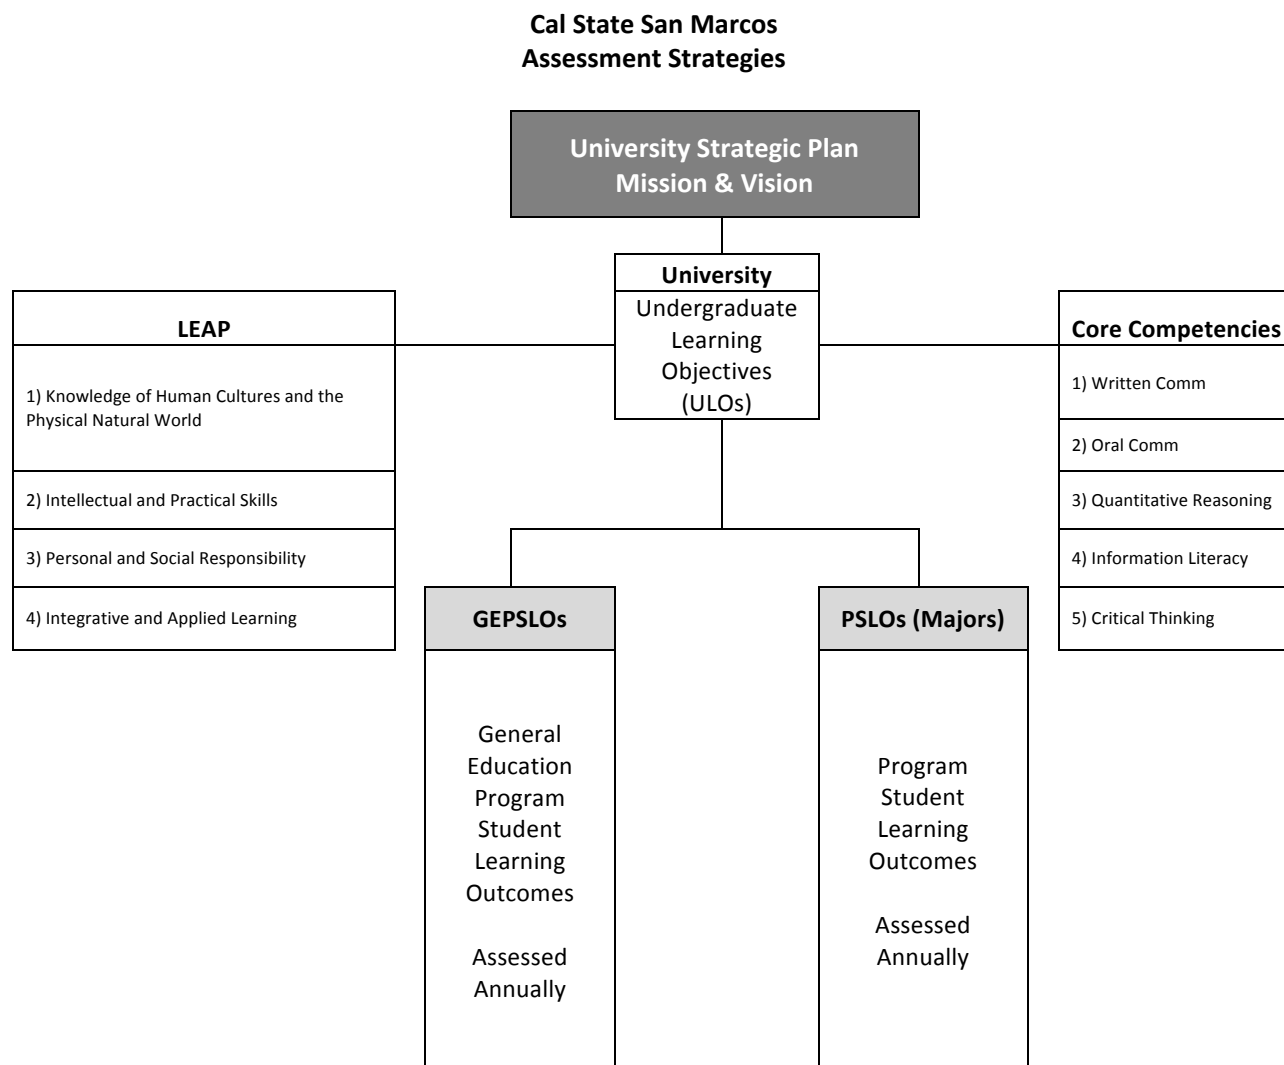 Cal State San Marcos
Assessment Strategies
University Strategic Plan
Mission & Vision
University
Undergraduate
Learning
Objectives
(ULOs)
LEAP
1) Knowledge of Human Cultures and the
Physical Natural World
2) Intellectual and Practical Skills
3) Personal and Social Responsibility
4) Integrative and Applied Learning
Core Competencies
1) Written Comm
2) Oral Comm
3) Quantitative Reasoning
4) Information Literacy
5) Critical Thinking
GEPSLOs
General
Education
Program
Student
Learning
Outcomes
Assessed
Annually
PSLOs (Majors)
Program
Student
Learning
Outcomes
Assessed
Annually